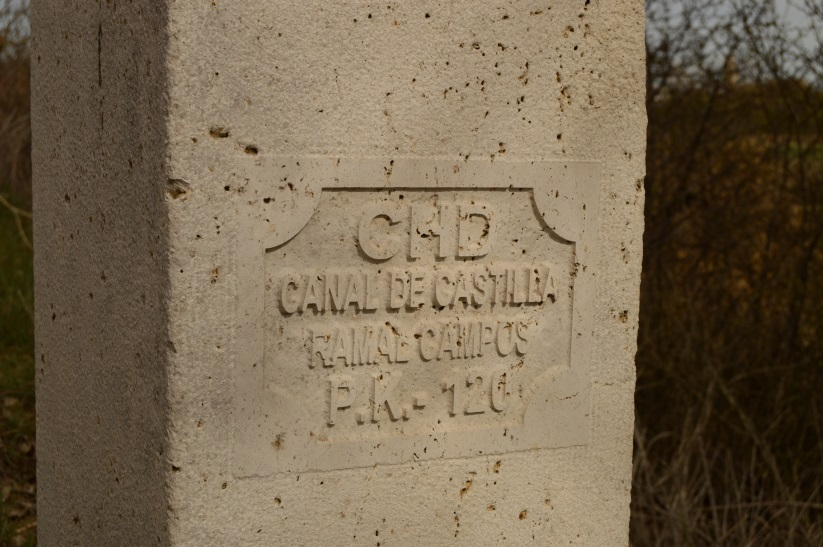 CHD
CANAL DE CASTILLA
RAMAL CAMPOS
P.K.- 120